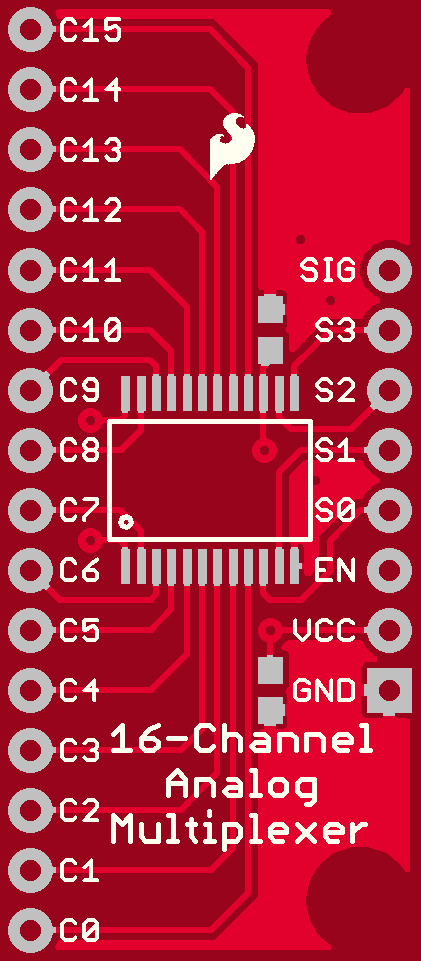 C15
C14
C13
C12
C11
SIG
C10
S3
C9
S2
C8
S1
C7
S0
C6
EN
C5
VCC
C4
GND
C3
16-Channel
Analog
C2
Multiplexer
C1
C0